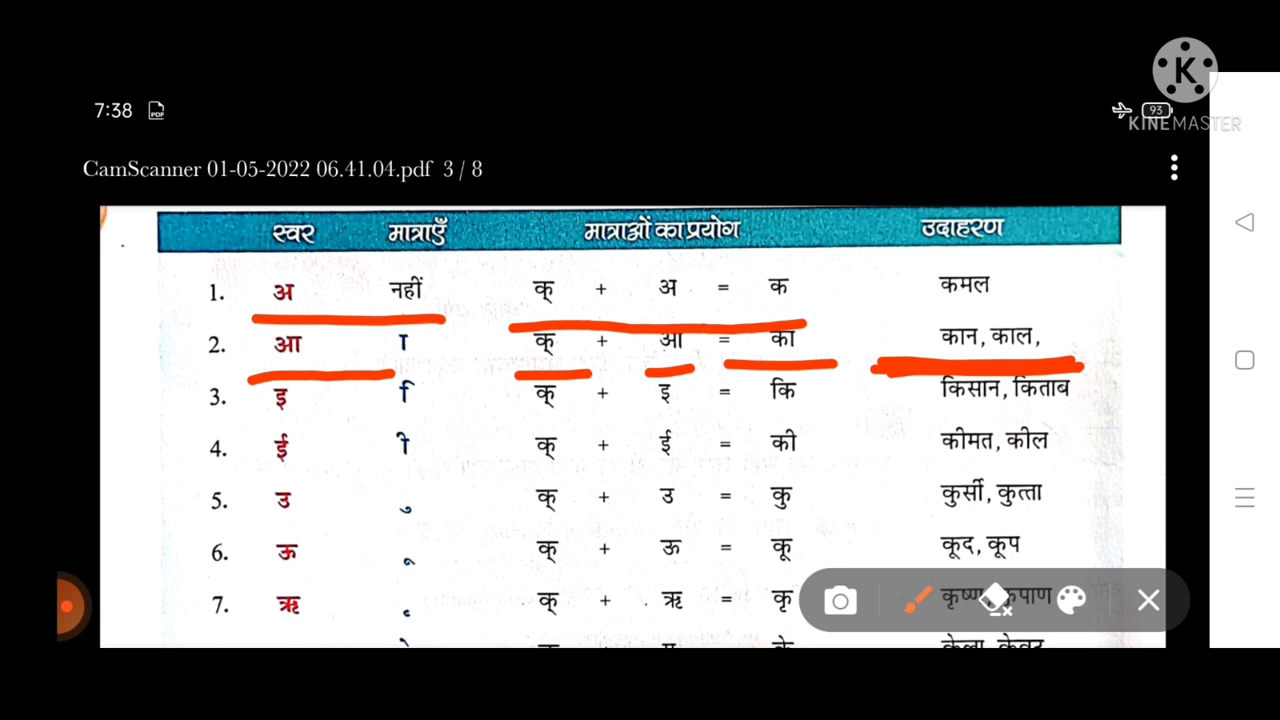 7:38
93
KINEMASTER
CamScanner 01-05-2022 06.41.04.pdf 3 / 8
स्वर मात्राएँ मात्राओं का प्रयोग उदाहरण
1. अ नहीं क् + अ = क कमल
2. आ ा क् + आ = का कान, काल,
3. इ ि क् + इ = कि किसान, किताब
4. ई ी क् + ई = की कीमत, कील
5. उ ु क् + उ = कु कुर्सी, कुत्ता
6. ऊ ू क् + ऊ = कू कूद, कूप
7. ऋ ृ क् + ऋ = कृ कृष्ण,